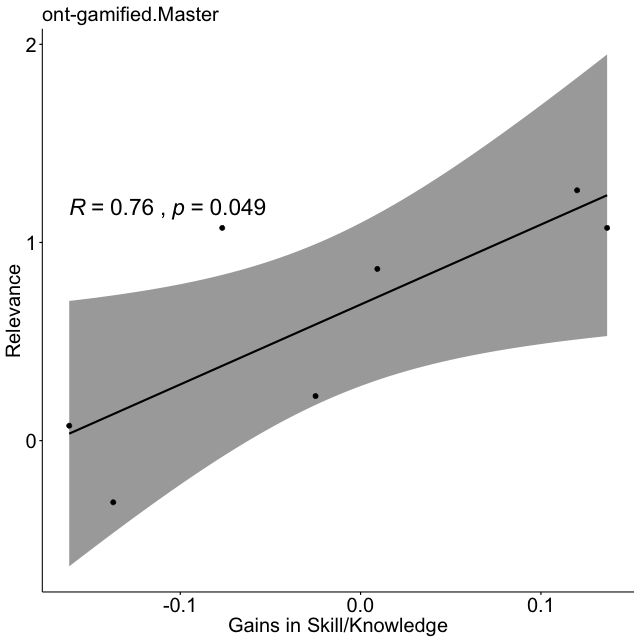 ont-gamified.Master
2
R = 0.76 , p = 0.049
1
0
Relevance
-0.1 0.0 0.1
Gains in Skill/Knowledge